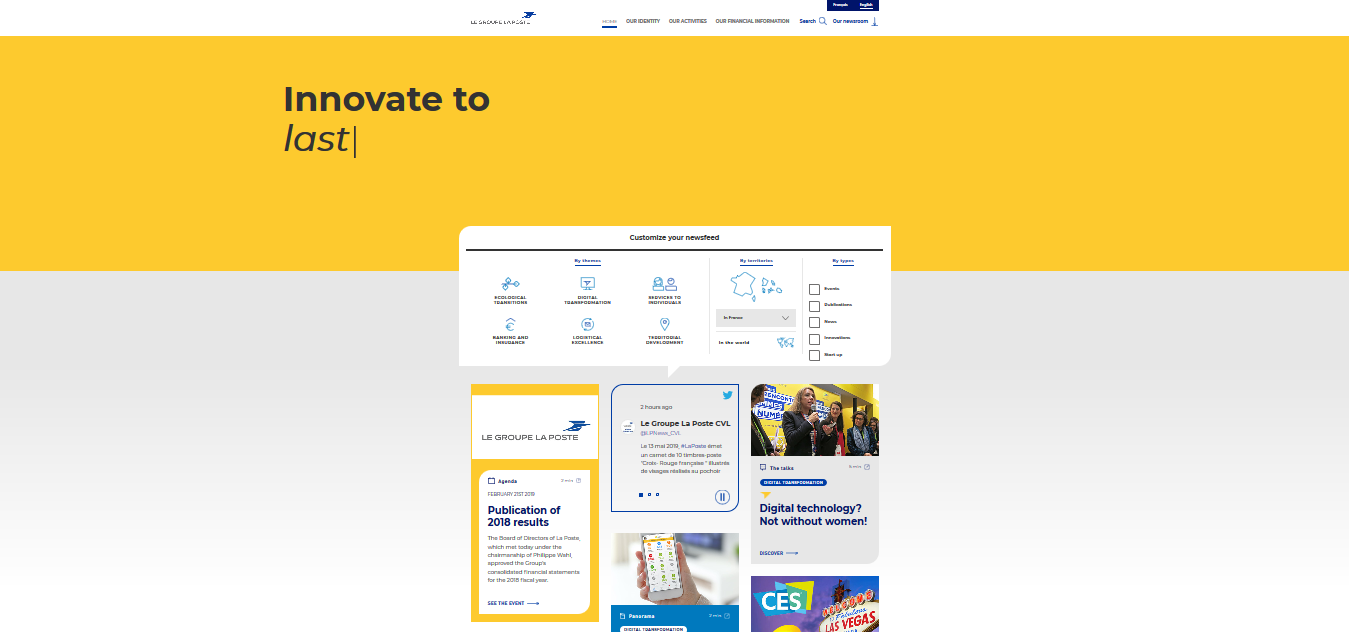 Français English
LE GROUPE LA POSTE
HOME OUR IDENTITY OUR ACTIVITIES OUR FINANCIAL INFORMATION Search Our newsroom
Innovate to
last
Customize your newsfeed
By themes
By territories
By types
ECOLOGICAL
TRANSITIONS
DIGITAL
TRANSFORMATION
SERVICES TO
INDIVIDUALS
BANKING AND
INSURANCE
LOGISTICAL
EXCELLENCE
TERRITORIAL
DEVELOPMENT
In France
In the world
Events
Publications
News
Innovations
Start up
LE GROUPE LA POSTE
Agenda 2 mins
FEBRUARY 21ST 2019
Publication of
2018 results
The Board of Directors of La Poste,
which met today under the
chairmanship of Philippe Wahl,
approved the Group's
consolidated financial statements
for the 2018 fiscal year.
SEE THE EVENT
2 hours ago
Le Groupe La Poste CVL
@LPNews_CVL
Le 13 mai 2019, #LaPoste émet
un carnet de 10 timbres-poste
"Croix- Rouge française " illustrés
de visages réalisés au pochoir
Panorama 2 mins
DIGITAL TRANSFORMATION
RENCONTR
NUMÉ
The talks
DIGITAL TRANSFORMATION
Digital technology?
Not without women!
DISCOVER
CES
WELCOME
To Fabulous
LAS VEGAS